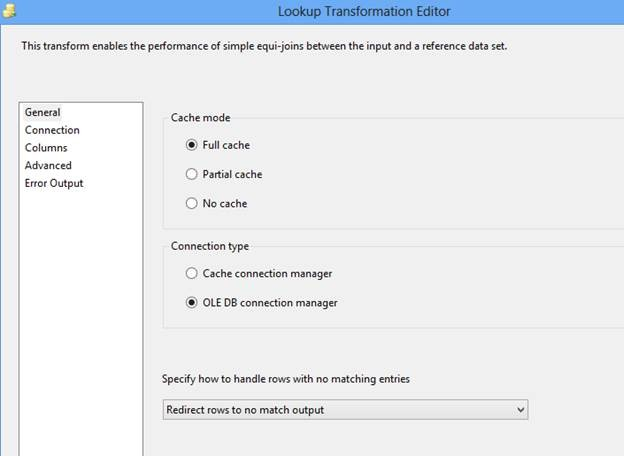 Lookup Transformation Editor
This transform enables the performance of simple equi-joins between the input and a reference data set.
General
Connection
Columns
Advanced
Error Output
Cache mode
Full cache
Partial cache
No cache
Connection type
Cache connection manager
OLE DB connection manager
Specify how to handle rows with no matching entries
Redirect rows to no match output